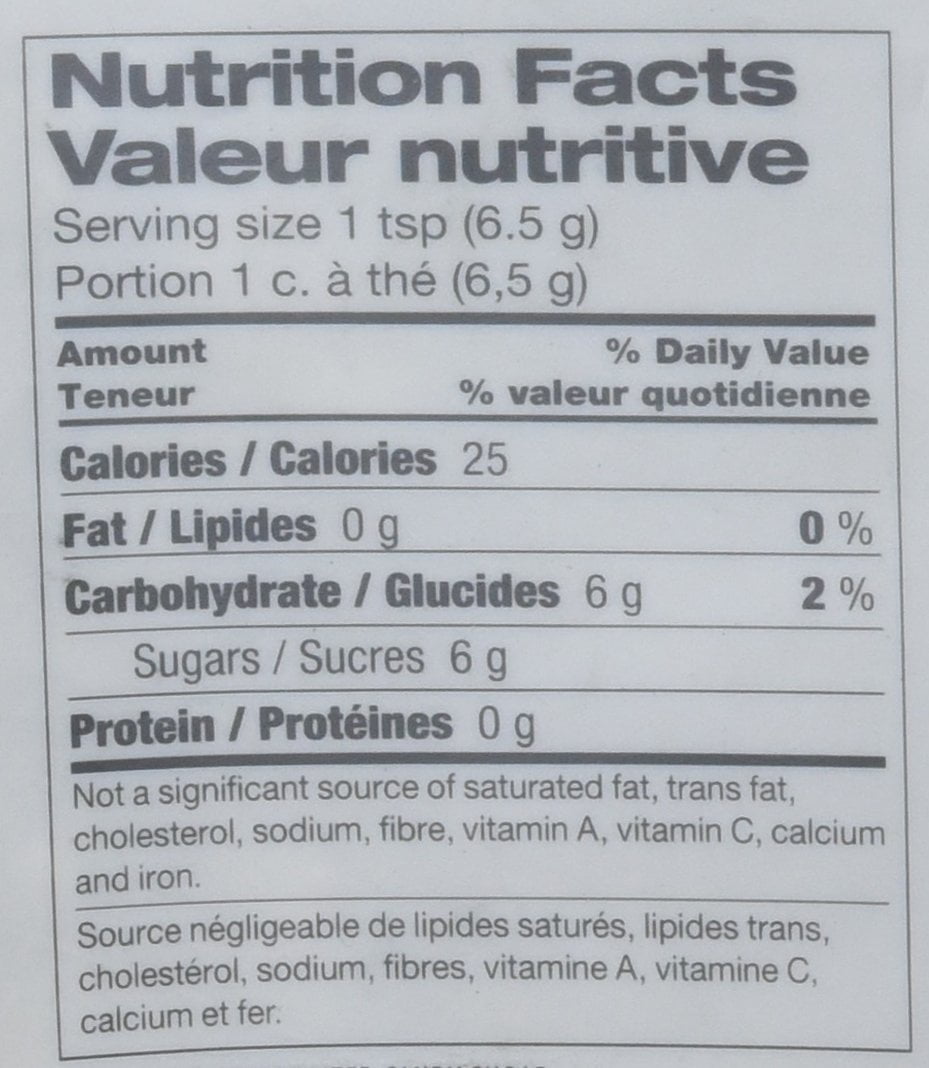 Nutrition Facts
Valeur nutritive
Serving size 1 tsp (6.5 g)
Portion 1 c. à thé (6,5 g)
Amount % Daily Value
Teneur % valeur quotidienne
Calories / Calories 25
Fat / Lipides 0 g 0 %
Carbohydrate / Glucides 6 g 2 %
Sugars / Sucres 6 g
Protein / Protéines 0 g
Not a significant source of saturated fat, trans fat,
cholesterol, sodium, fibre, vitamin A, vitamin C, calcium
and iron.
Source négligeable de lipides saturés, lipides trans,
cholestérol, sodium, fibres, vitamine A, vitamine C,
calcium et fer.